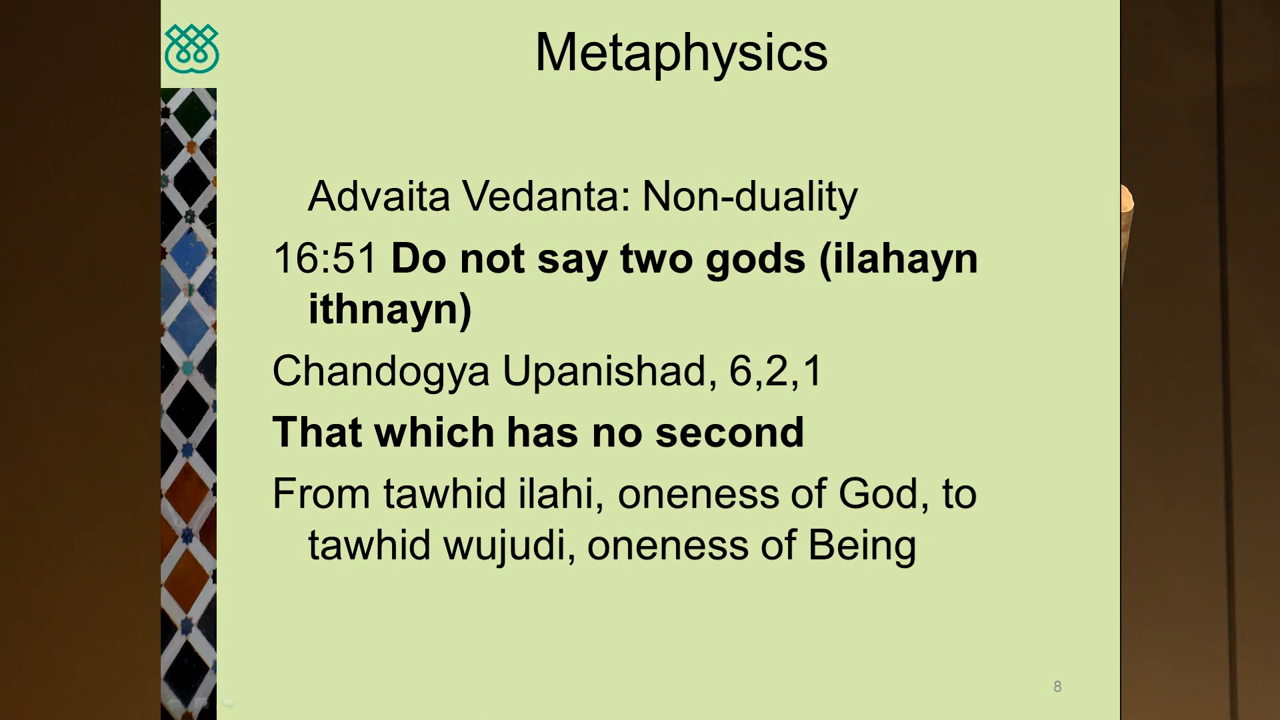 Metaphysics
Advaita Vedanta: Non-duality
16:51 Do not say two gods (ilahayn
ithnayn)
Chandogya Upanishad, 6,2,1
That which has no second
From tawhid ilahi, oneness of God, to
tawhid wujudi, oneness of Being
8